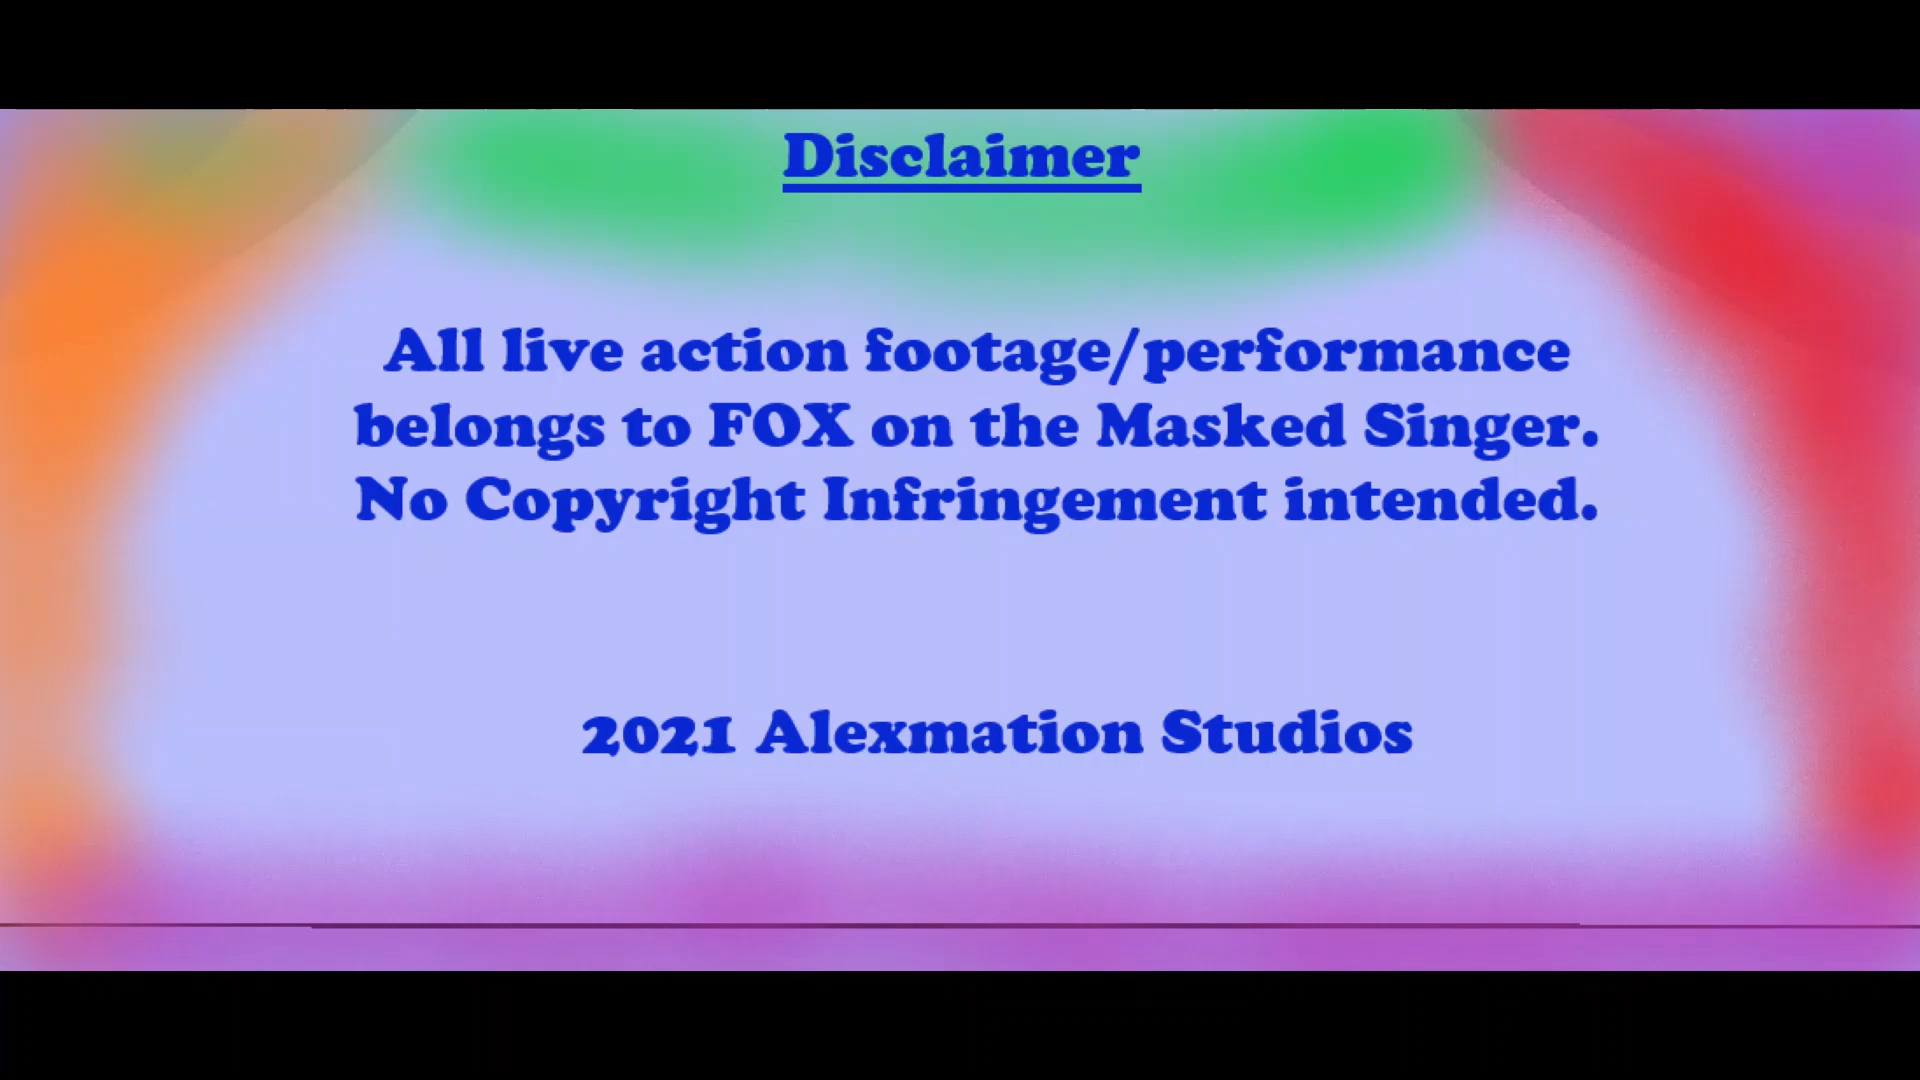 Disclaimer
All live action footage/performance
belongs to FOX on the Masked Singer.
No Copyright Infringement intended.
2021 Alexmation Studios